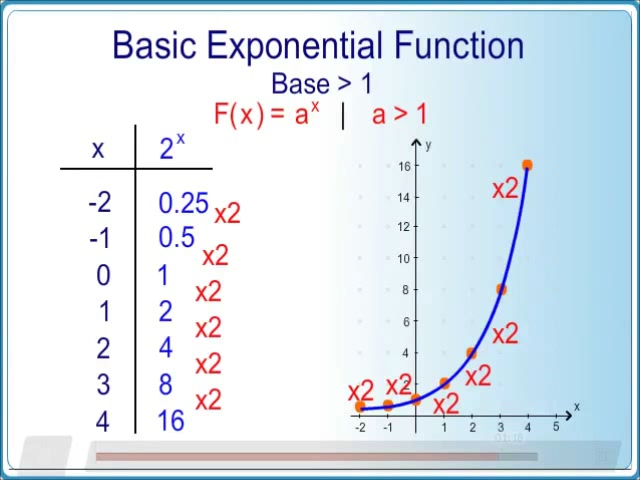 Basic Exponential Function
Base > 1
F(x) = a^x | a > 1
x 2^x
-2 0.25
x2
-1 0.5
x2
0 1
x2
1 2
x2
2 4
x2
3 8
x2
4 16
y
16
14
12
10
8
6
4
2
x2
x2
x2
x2
x2
x2
-2 -1 1 2 3 4 5
x